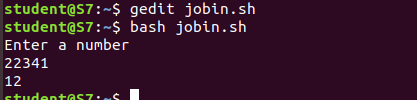 student@S7:~$ gedit jobin.sh
student@S7:~$ bash jobin.sh
Enter a number
22341
12
student@S7:~$